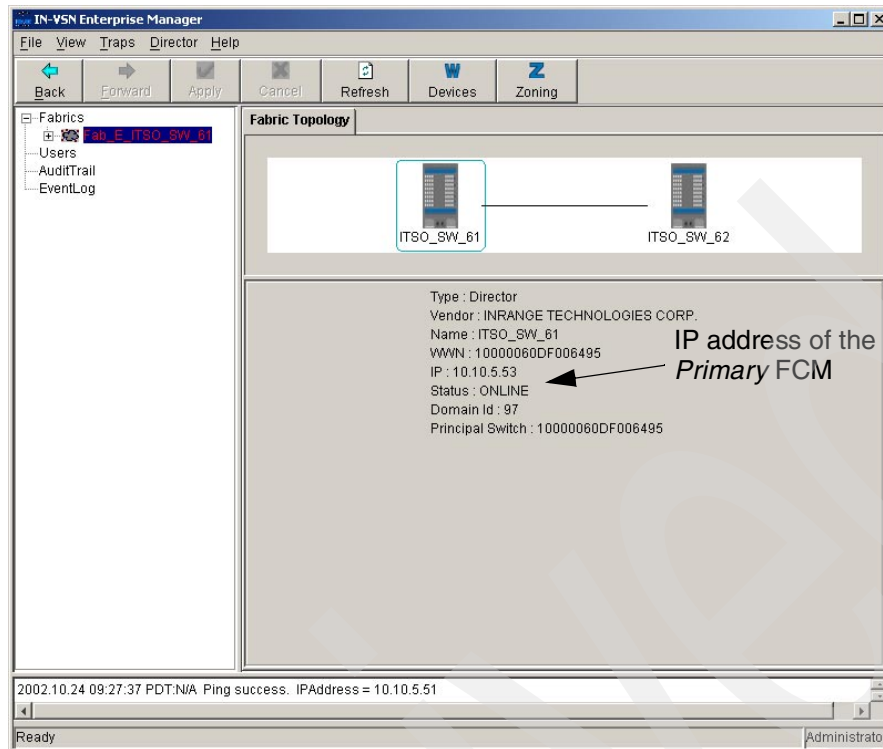 IN-VSN Enterprise Manager
File View Traps Director Help
Back Forward Apply Cancel Refresh Devices Zoning
Fabrics
Fab_E_ITSO_SW_61
Users
AuditTrail
EventLog
Fabric Topology
ITSO_SW_61
ITSO_SW_62
Type : Director
Vendor : INRANGE TECHNOLOGIES CORP.
Name : ITSO_SW_61
WWN : 10000060DF006495
IP : 10.10.5.53
Status : ONLINE
Domain Id : 97
Principal Switch : 10000060DF006495
IP address of the
Primary FCM
2002.10.24 09:27:37 PDT:N/A Ping success. IPAddress = 10.10.5.51
Ready
Administrato